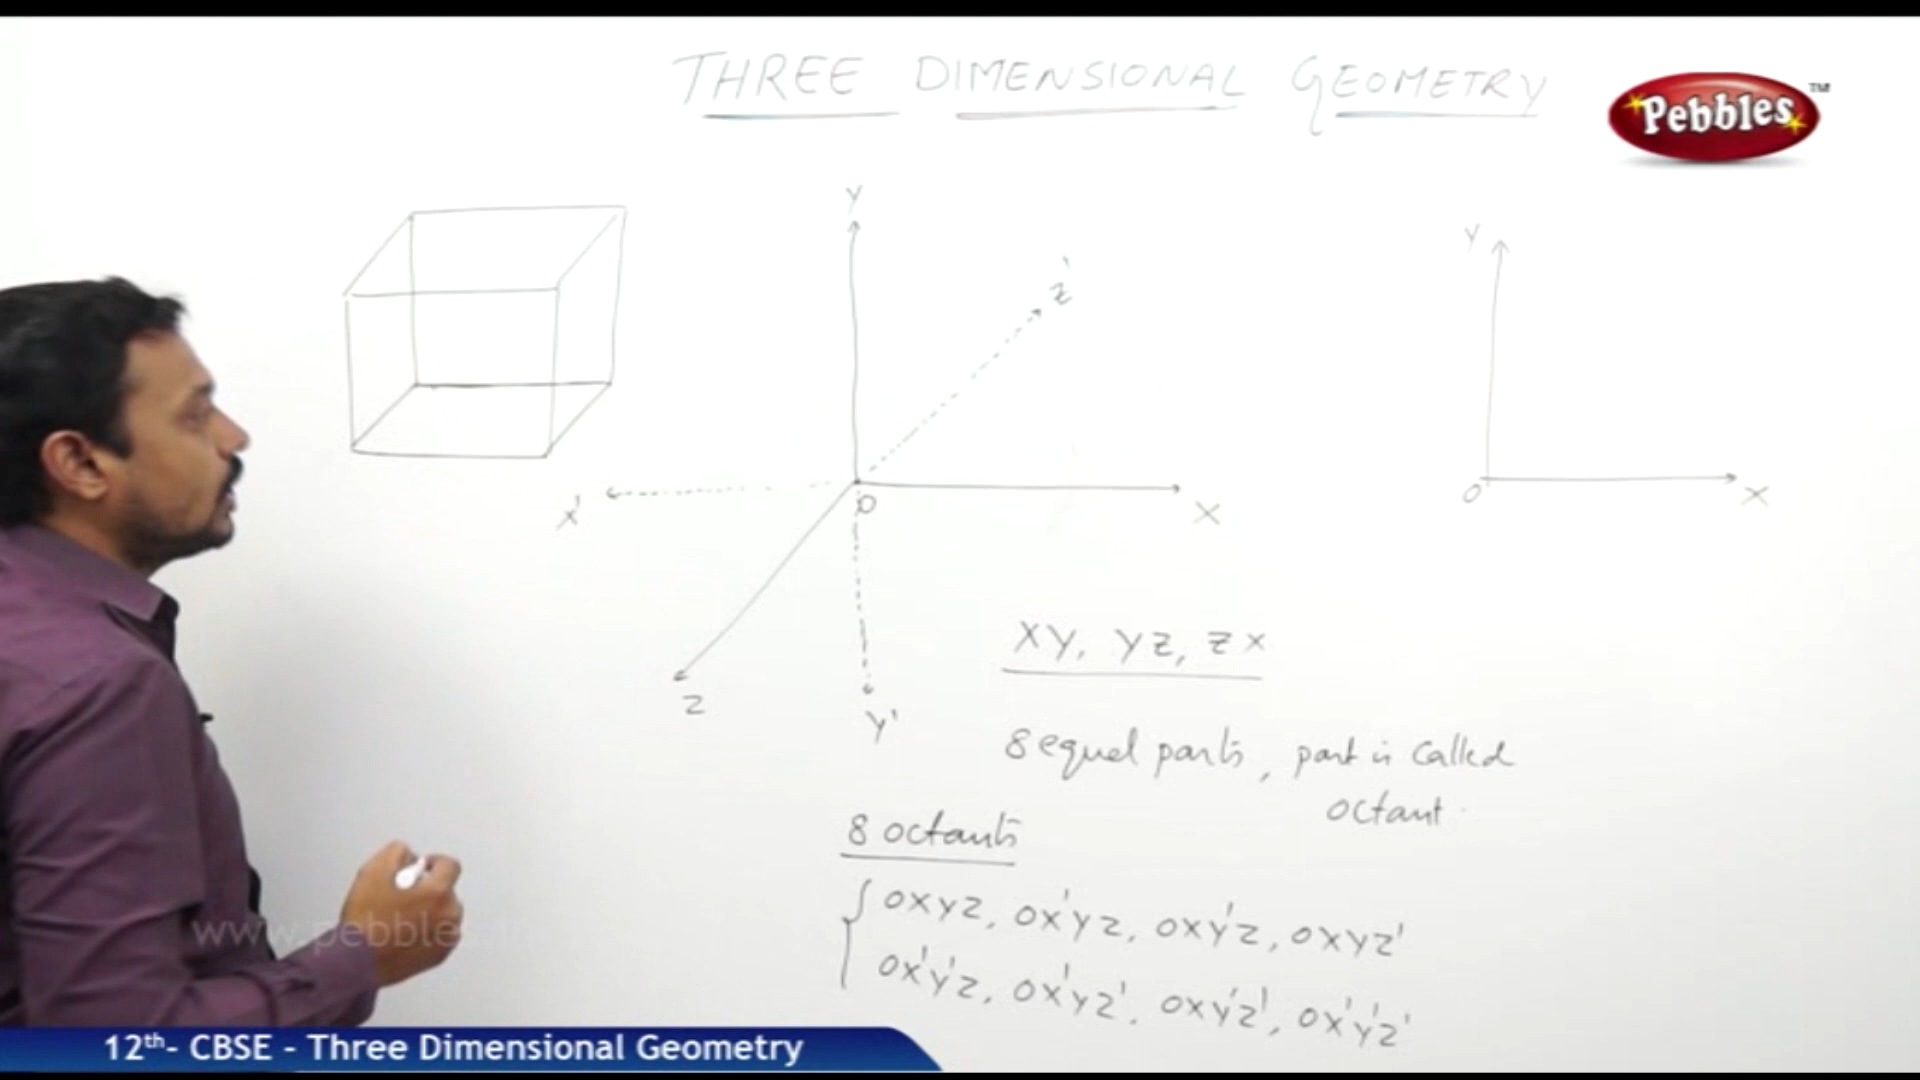 THREE DIMENSIONAL GEOMETRY
Pebbles™
Y
Z'
Y
X'
O
X
O
X
Z
Y'
XY, YZ, ZX
8 equal parts, part is called
octant.
8 octants
OXYZ, OX'YZ, OXY'Z, OXYZ'
OX'Y'Z, OX'YZ', OXY'Z', OX'Y'Z'
12th- CBSE - Three Dimensional Geometry